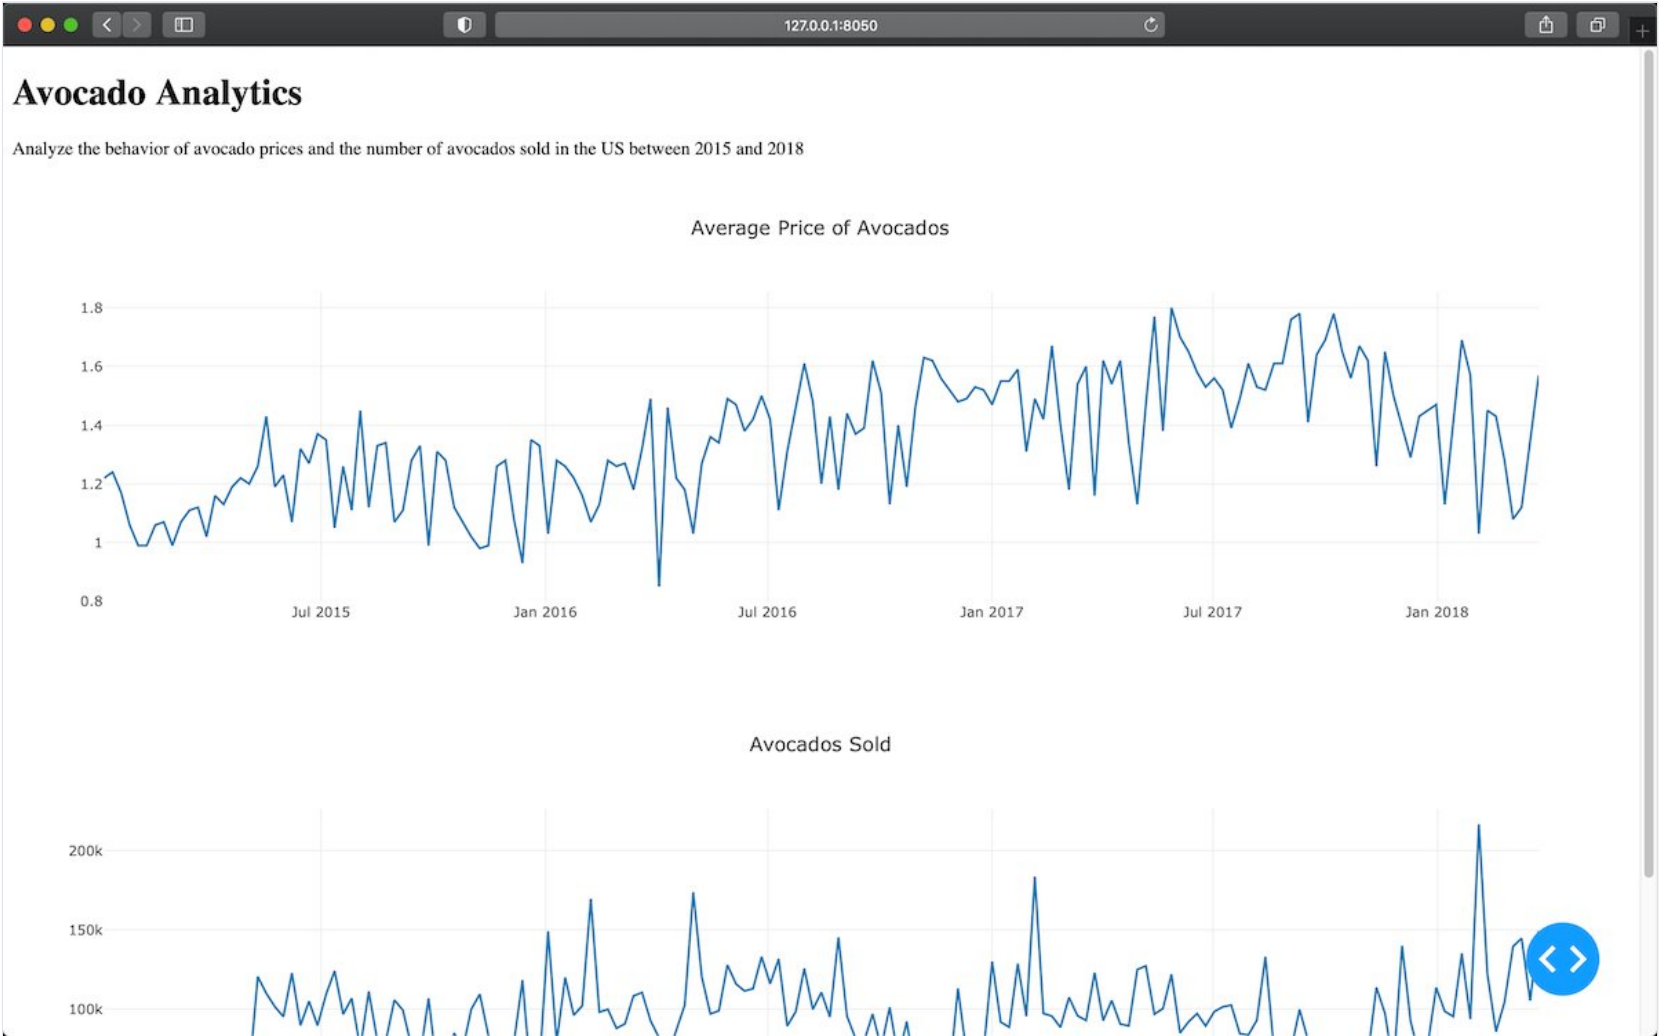 127.0.0.1:8050
Avocado Analytics
Analyze the behavior of avocado prices and the number of avocados sold in the US between 2015 and 2018
Average Price of Avocados
1.8
1.6
1.4
1.2
1
0.8
Jul 2015 Jan 2016 Jul 2016 Jan 2017 Jul 2017 Jan 2018
Avocados Sold
200k
150k
100k